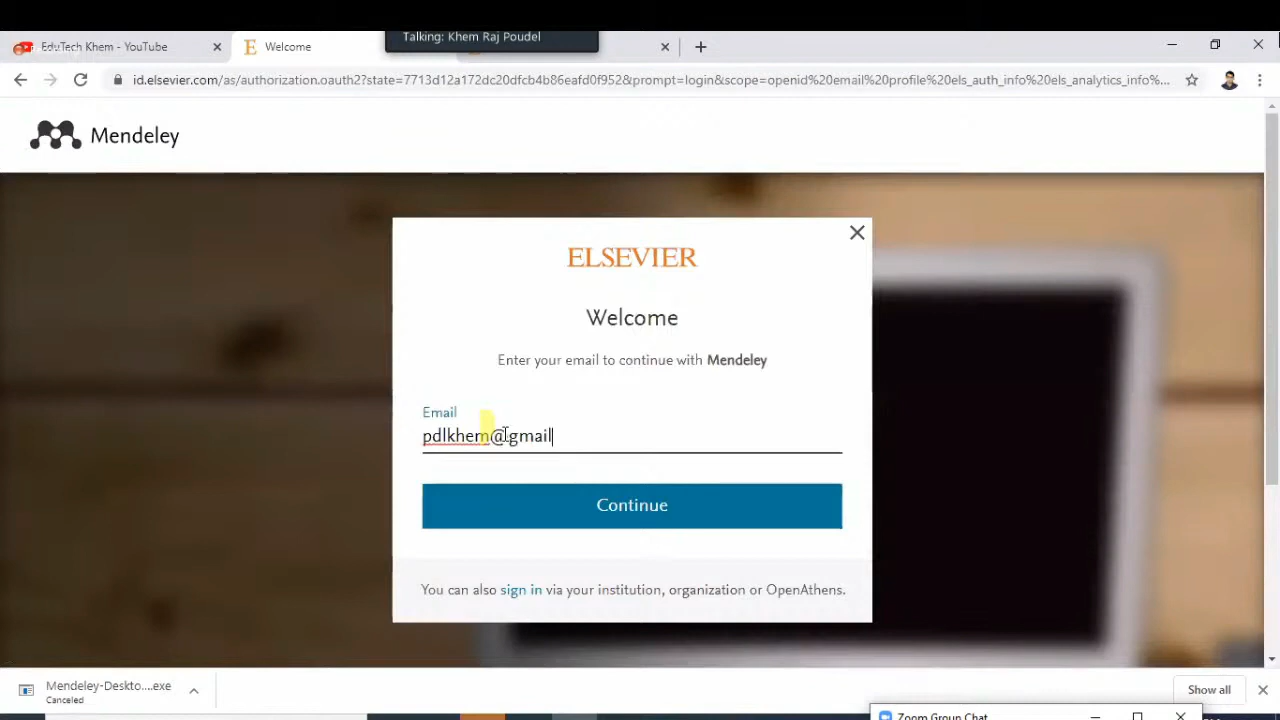 Talking: Khem Raj Poudel
EduTech Khem - YouTube
E Welcome
id.elsevier.com/as/authorization.oauth2?state=7713d12a172dc20dfcb4b86eafd0f952&prompt=login&scope=openid%20email%20profile%20els_auth_info%20els_analytics_info%...
Mendeley
ELSEVIER
Welcome
Enter your email to continue with Mendeley
Email
pdlkhem@gmail
Continue
You can also sign in via your institution, organization or OpenAthens.
Mendeley-Deskto....exe
Canceled
Show all
Zoom Group Chat